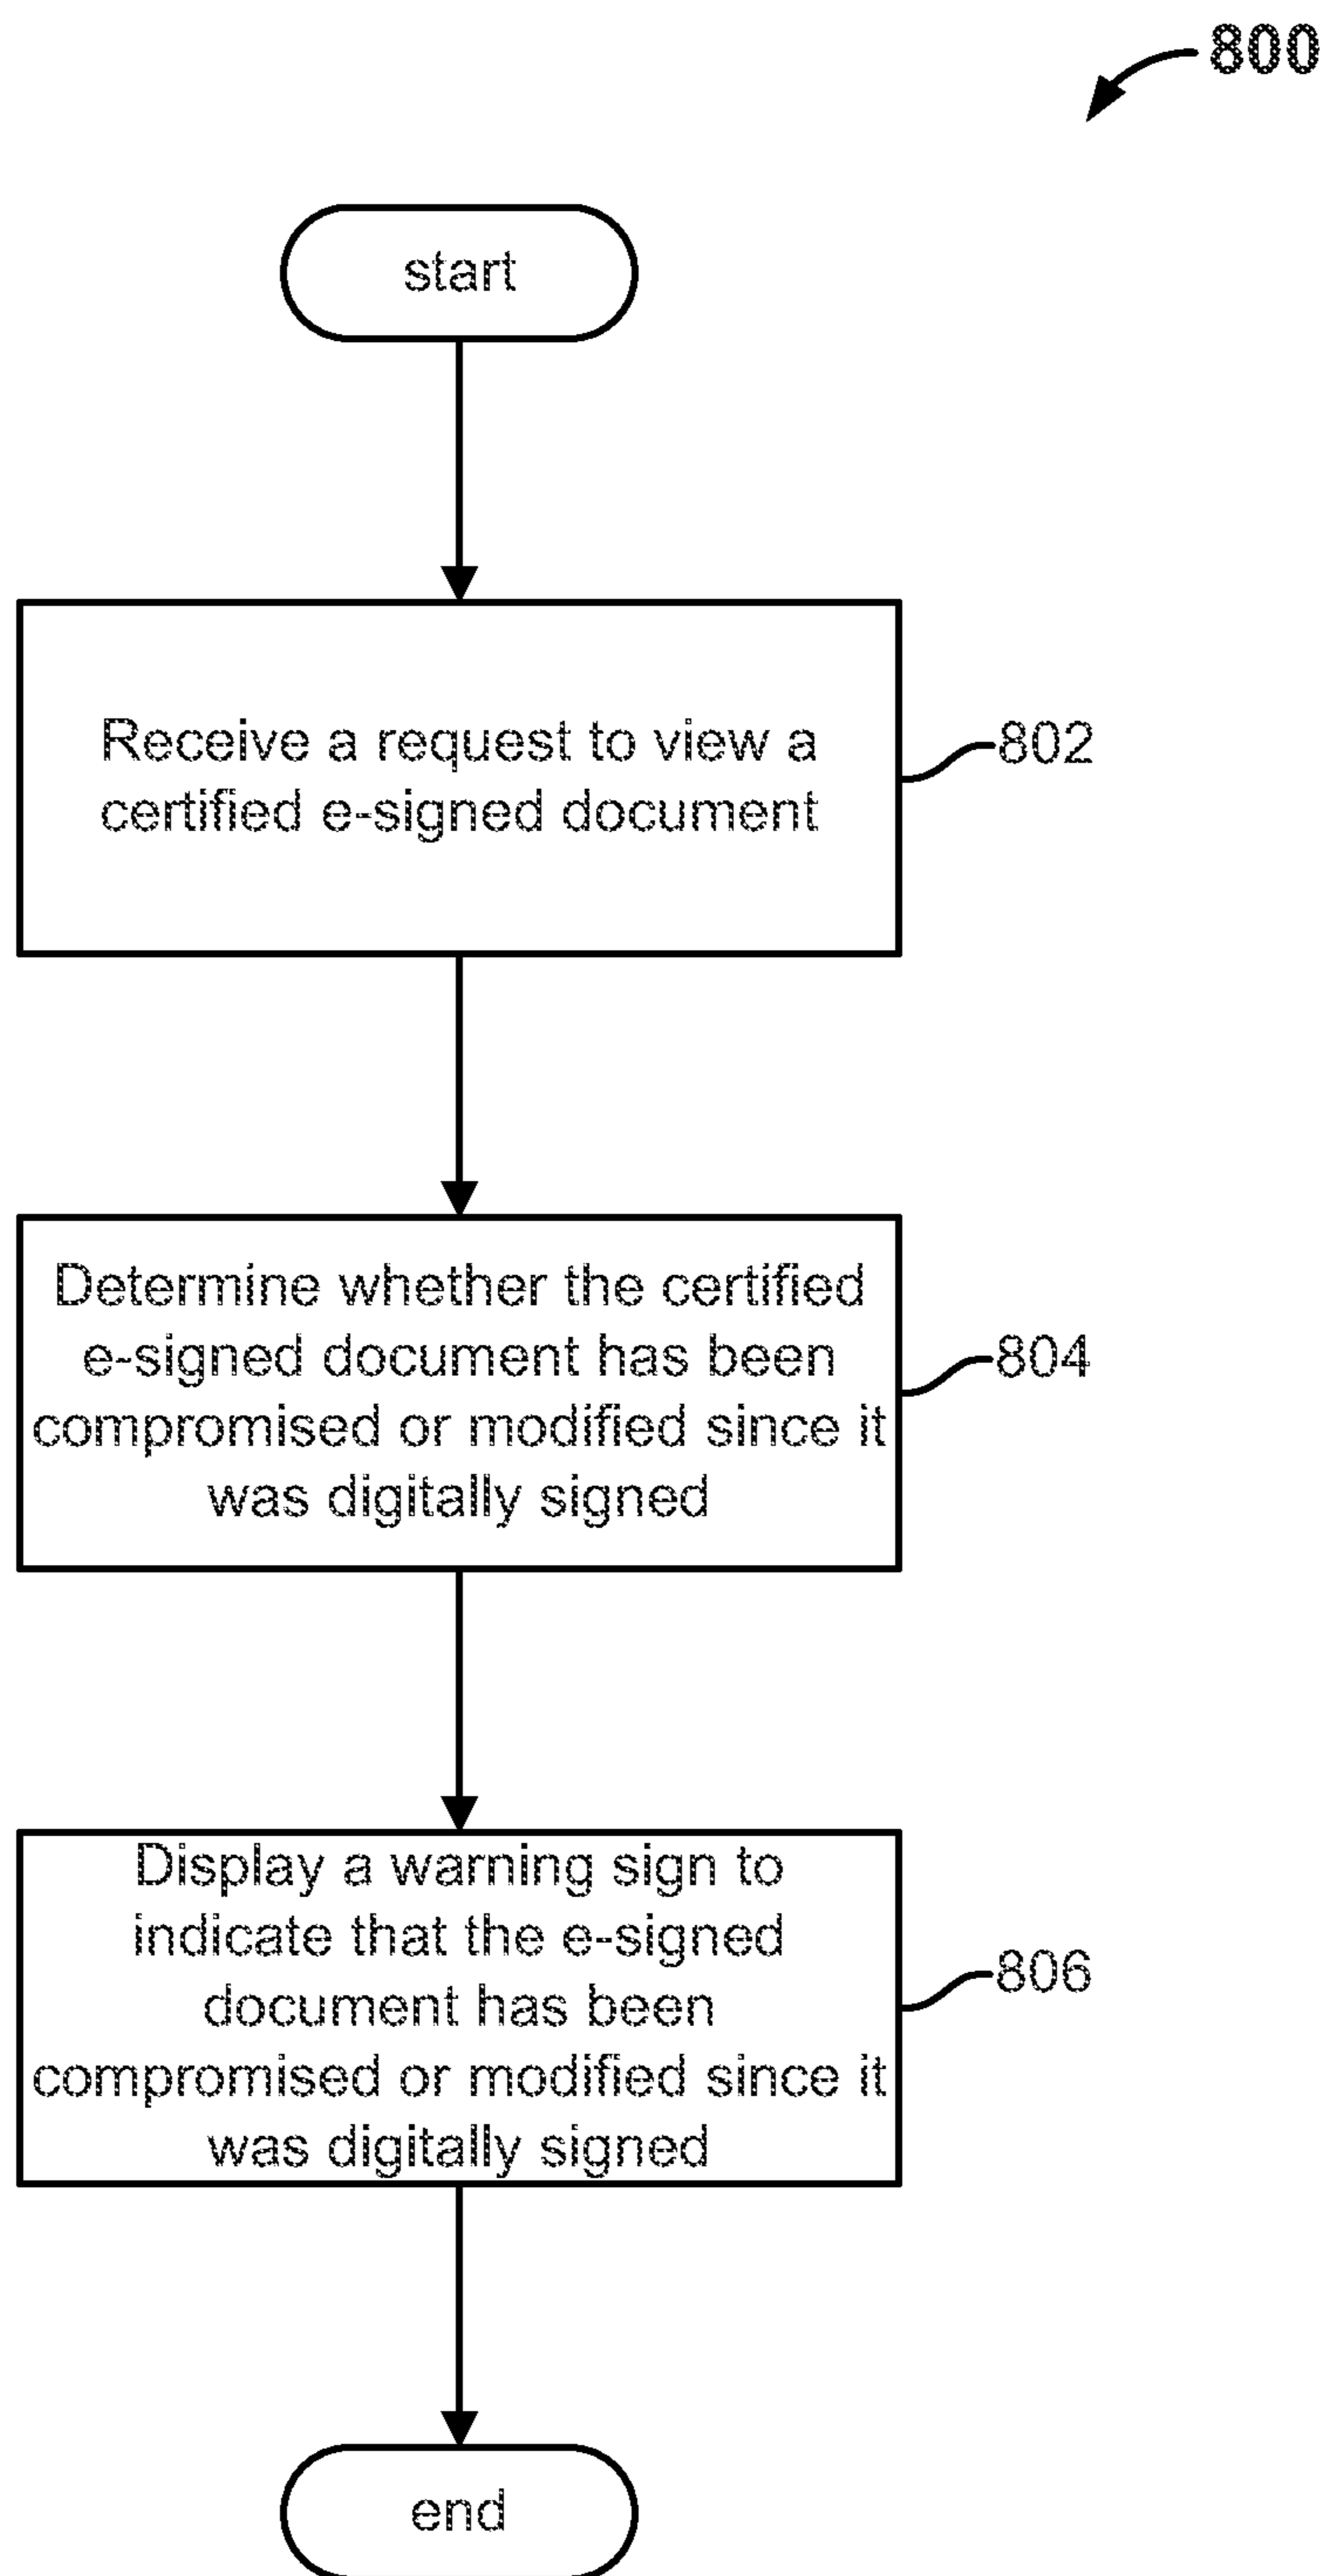 800
start
Receive a request to view a
certified e-signed document
802
Determine whether the certified
e-signed document has been
compromised or modified since it
was digitally signed
804
Display a warning sign to
indicate that the e-signed
document has been
compromised or modified since it
was digitally signed
806
end